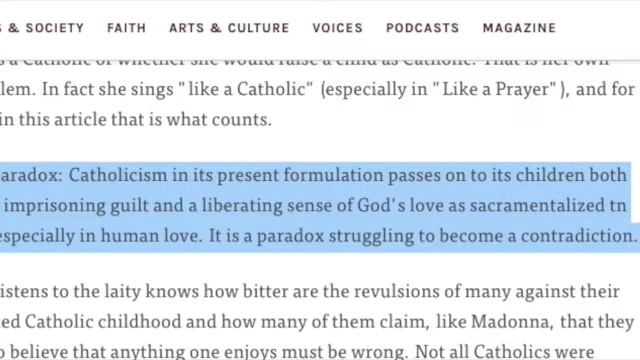 & SOCIETY FAITH ARTS & CULTURE VOICES PODCASTS MAGAZINE
a Catholic or whether she would raise a child as Catholic. That is her own
lem. In fact she sings "like a Catholic" (especially in "Like a Prayer"), and for
in this article that is what counts.
aradox: Catholicism in its present formulation passes on to its children both
imprisoning guilt and a liberating sense of God's love as sacramentalized tn
especially in human love. It is a paradox struggling to become a contradiction.
istens to the laity knows how bitter are the revulsions of many against their
ted Catholic childhood and how many of them claim, like Madonna, that they
o believe that anything one enjoys must be wrong. Not all Catholics were